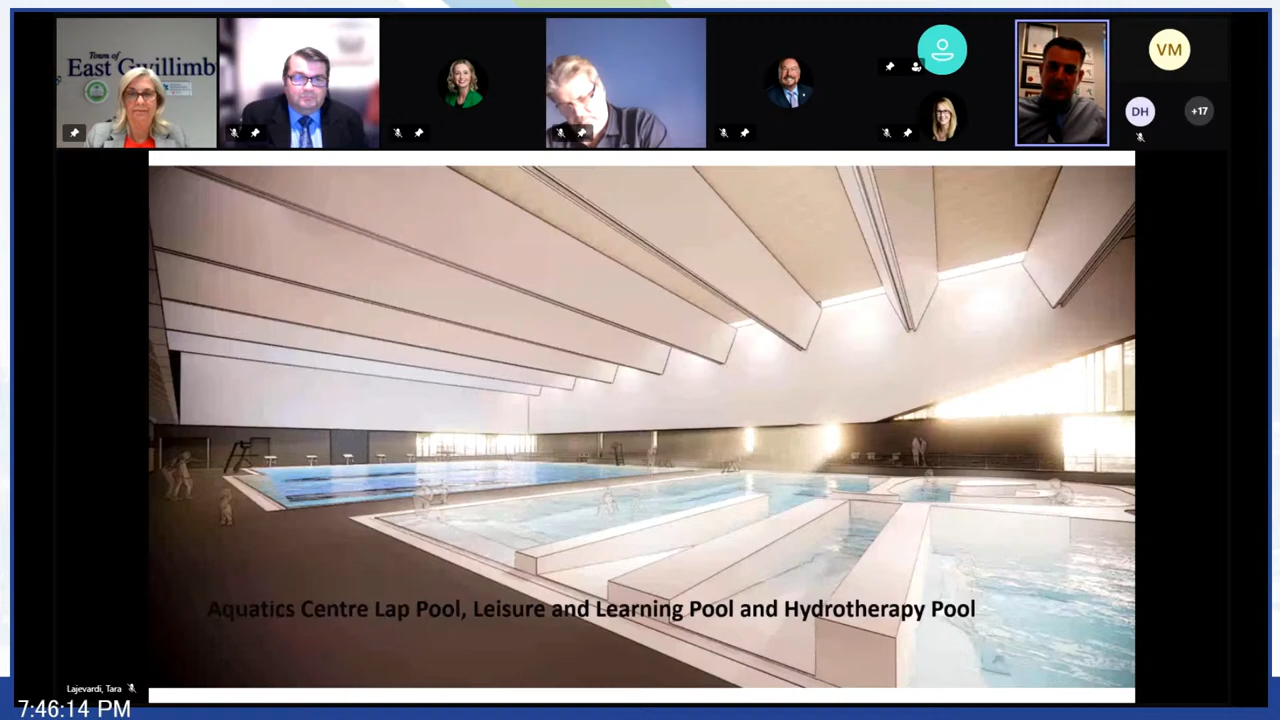 Town of
East Gwillimb
VM
DH
+17
Aquatics Centre Lap Pool, Leisure and Learning Pool and Hydrotherapy Pool
Lajevardi, Tara
7:46:14 PM